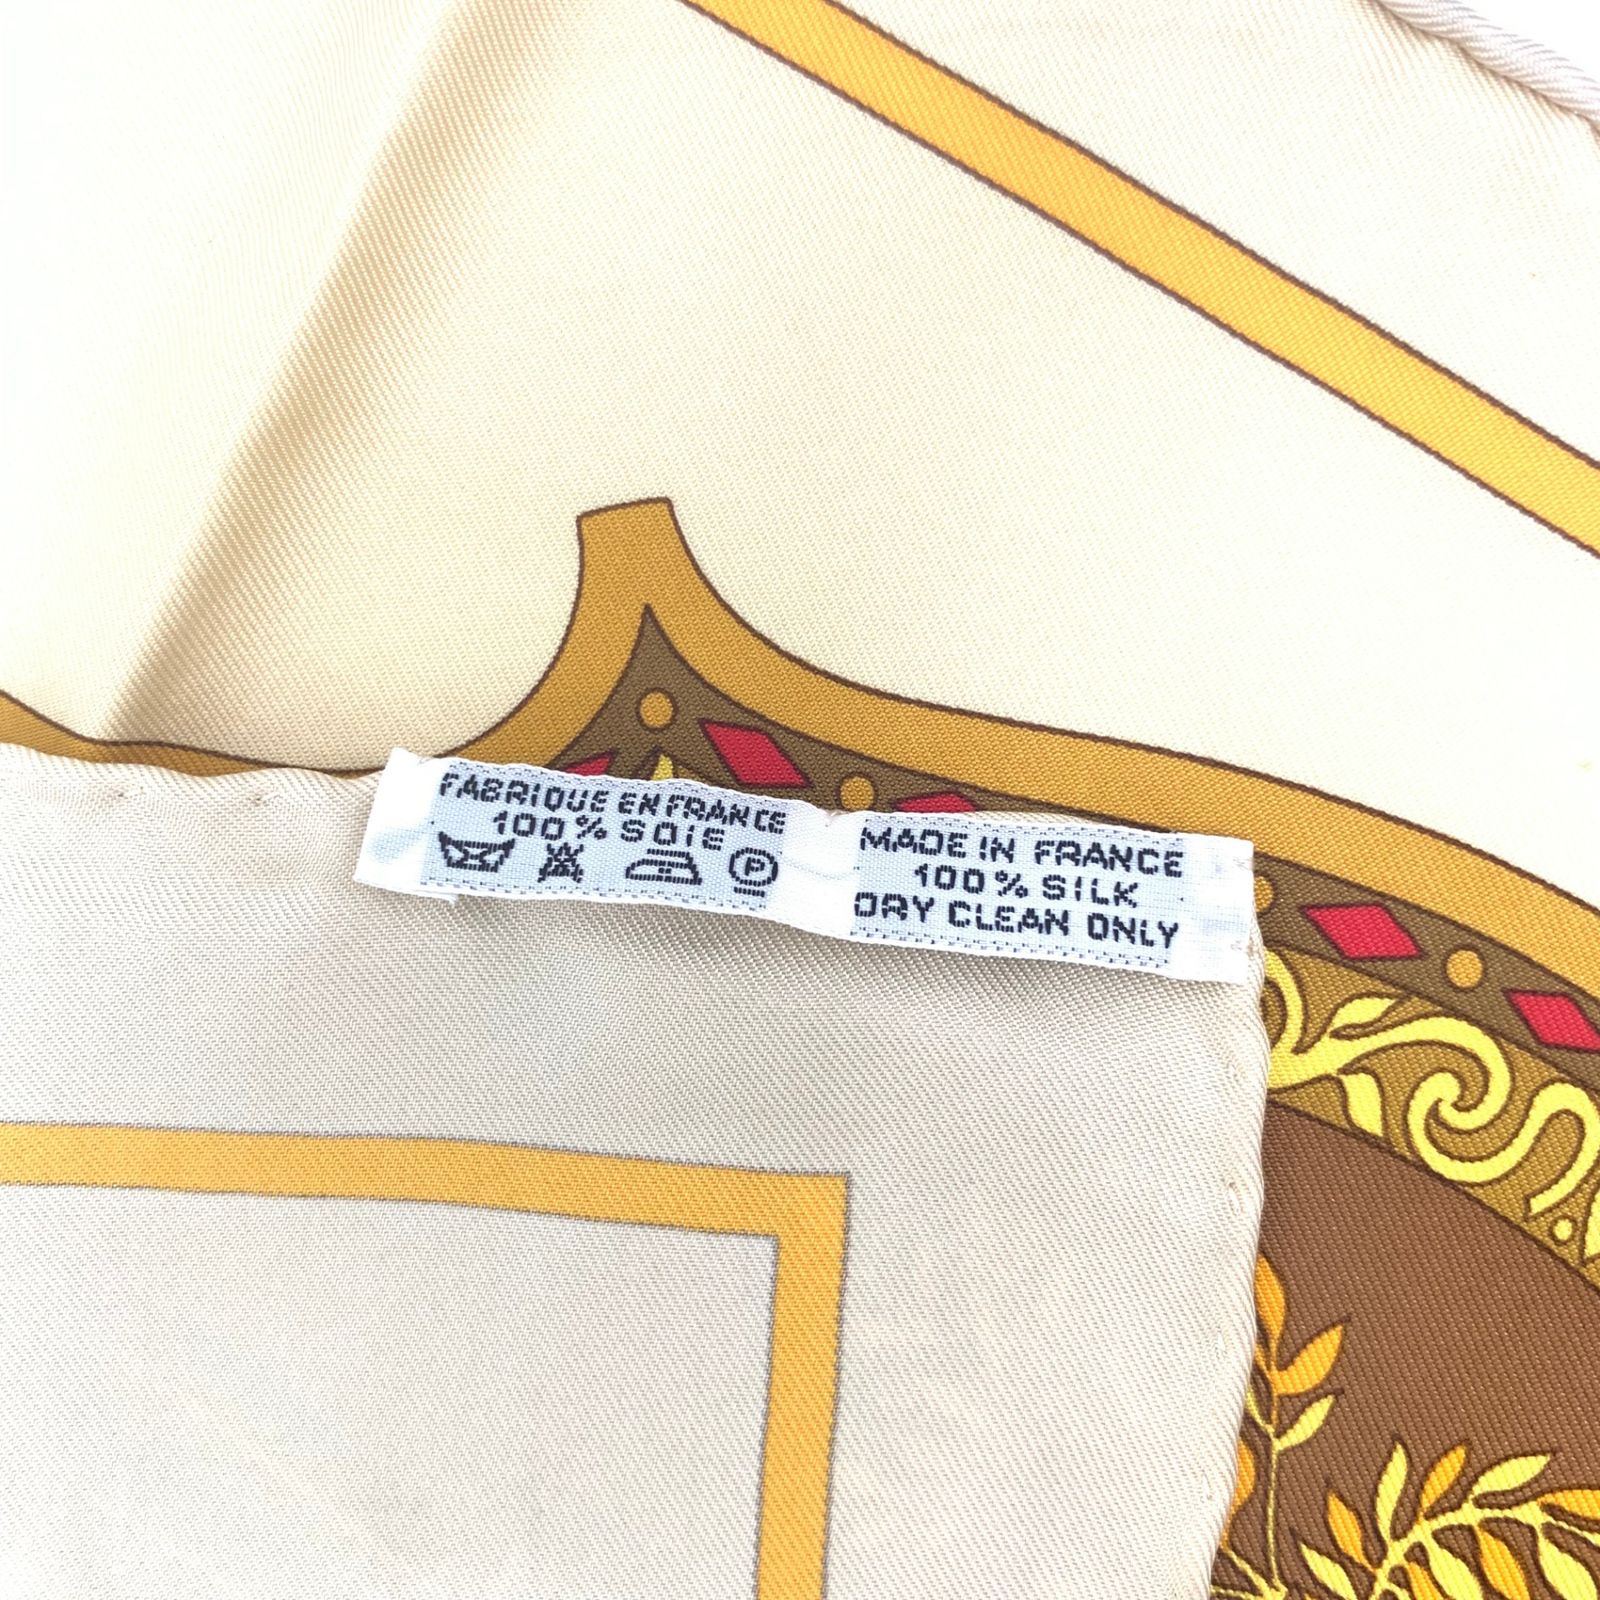 FABRIQUE EN FRANCE
100% SOIE
P
MADE IN FRANCE
100% SILK
DRY CLEAN ONLY